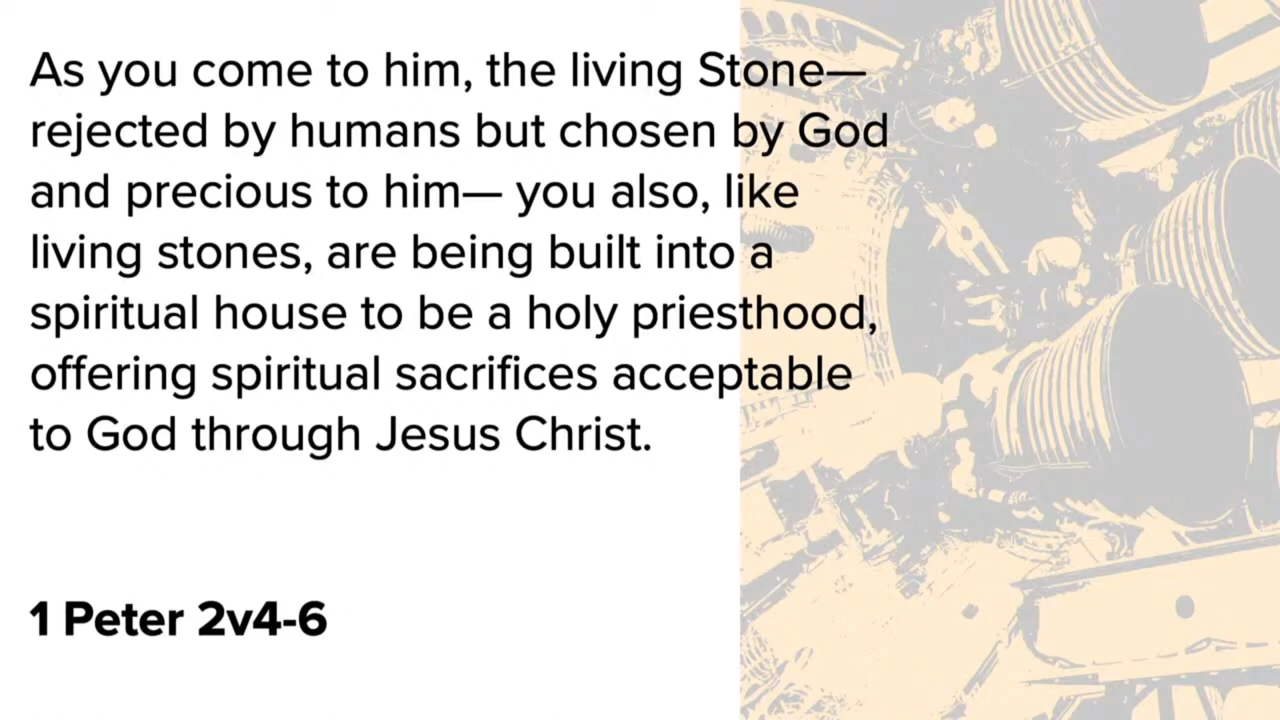 As you come to him, the living Stone—
rejected by humans but chosen by God
and precious to him— you also, like
living stones, are being built into a
spiritual house to be a holy priesthood,
offering spiritual sacrifices acceptable
to God through Jesus Christ.
1 Peter 2v4-6